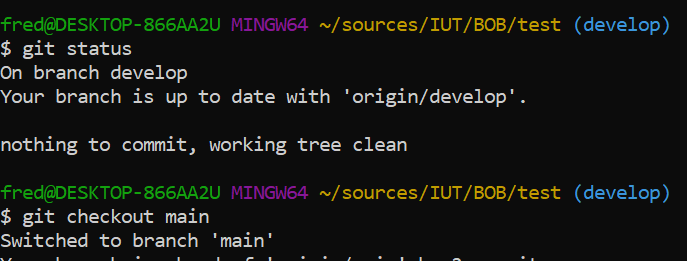 fred@DESKTOP-866AA2U MINGW64 ~/sources/IUT/BOB/test (develop)
$ git status
On branch develop
Your branch is up to date with 'origin/develop'.
nothing to commit, working tree clean
fred@DESKTOP-866AA2U MINGW64 ~/sources/IUT/BOB/test (develop)
$ git checkout main
Switched to branch 'main'